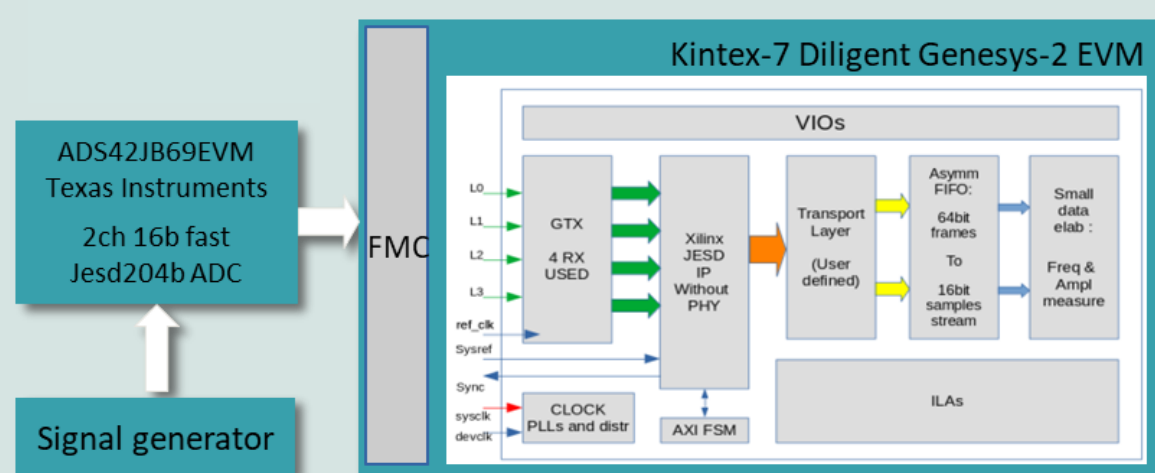 Kintex-7 Diligent Genesys-2 EVM
ADS42JB69EVM
Texas Instruments
2ch 16b fast
Jesd204b ADC
Signal generator
FMC
VIOs
L0
L1
L2
L3
ref_clk
Sysref
Sync
sysclk
devclk
GTX
4 RX
USED
Xilinx
JESD
IP
Without
PHY
Transport
Layer
(User
defined)
Asymm
FIFO:
64bit
frames
To
16bit
samples
stream
Small
data
elab :
Freq &
Ampl
measure
CLOCK
PLLs and distr
AXI FSM
ILAs